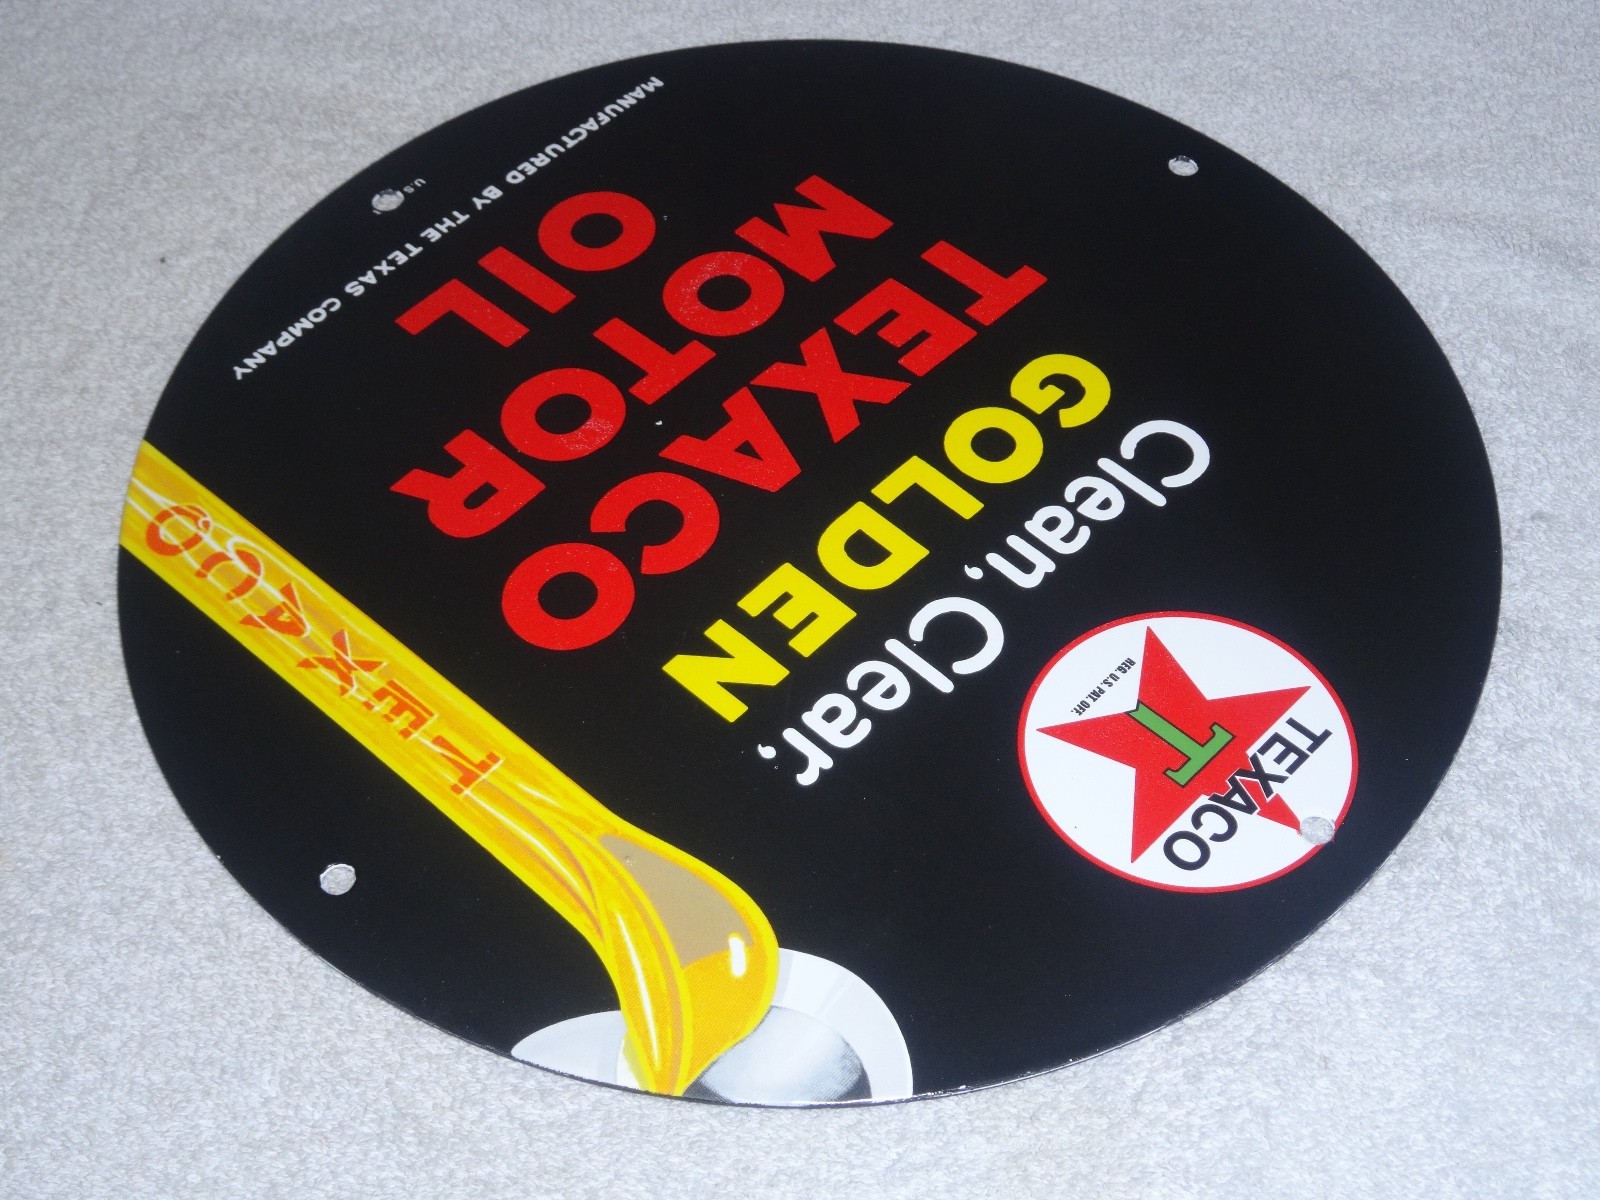 TEXACO
T
REG. U.S. PAT. OFF.
Clean, Clear,
GOLDEN
TEXACO
MOTOR
OIL
TEXACO
MANUFACTURED BY THE TEXAS COMPANY
U.S